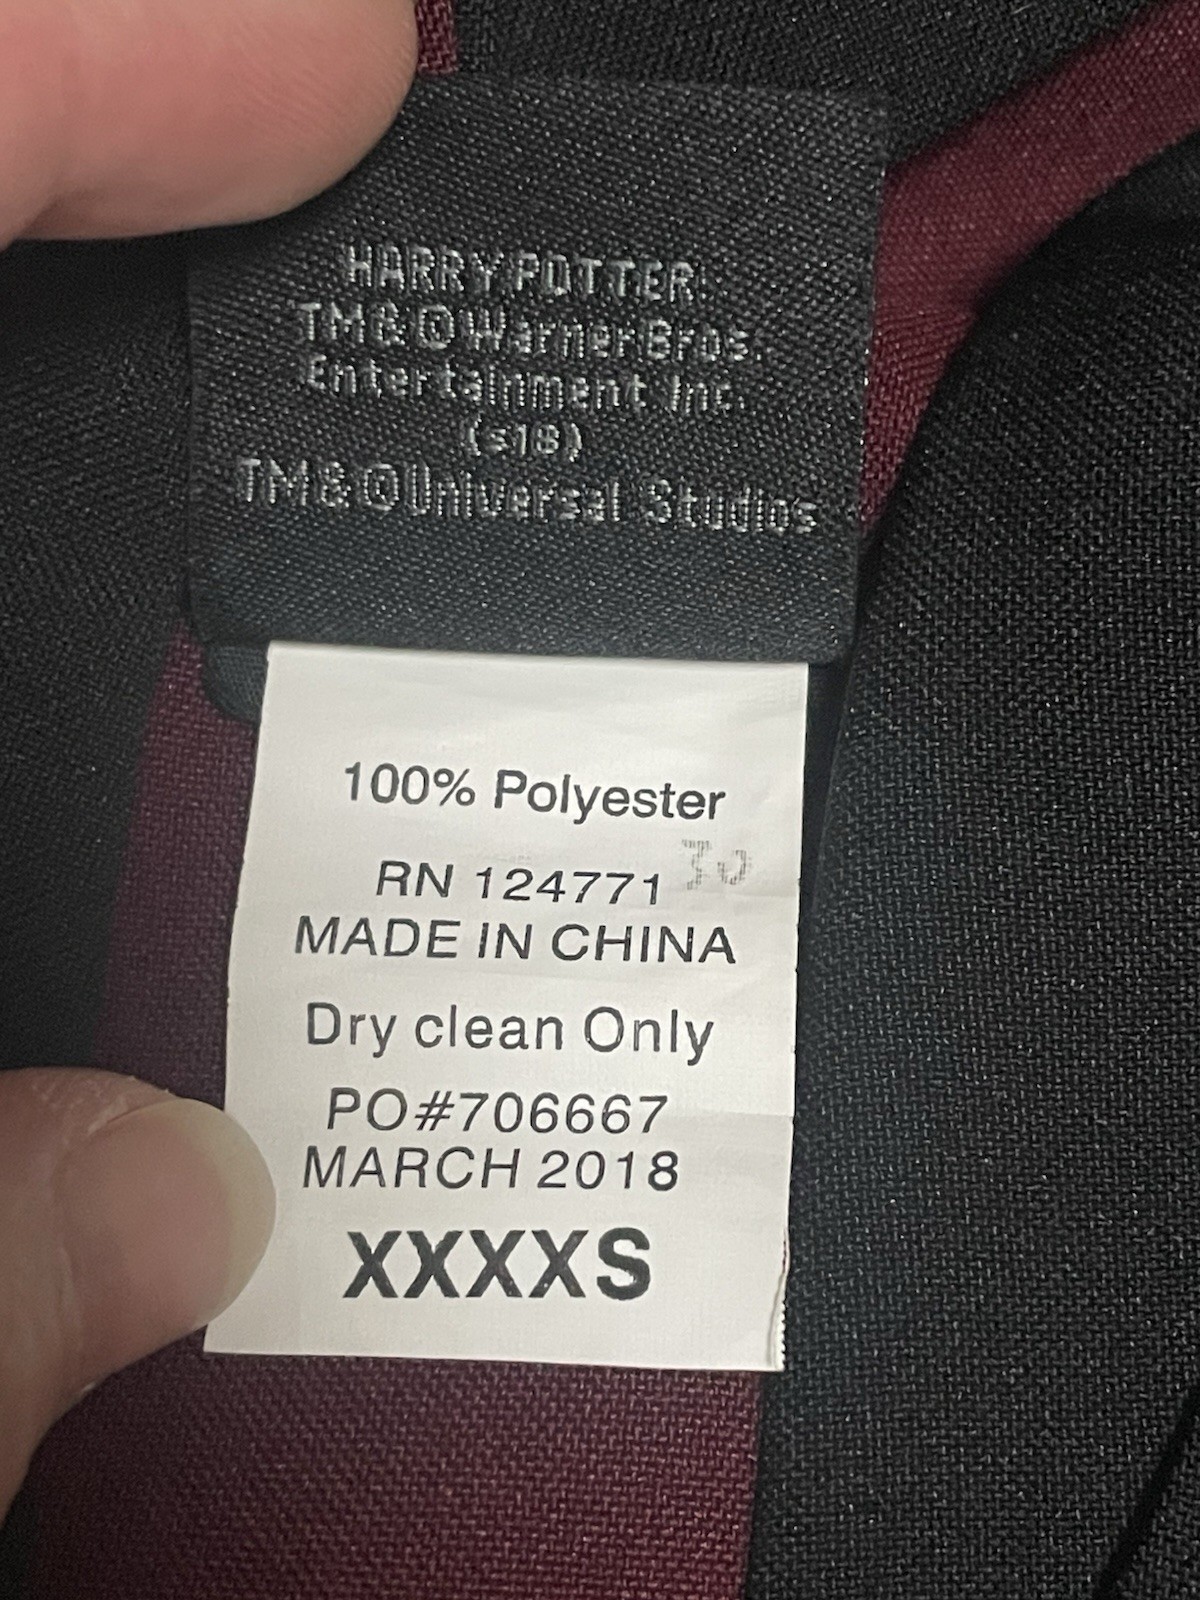 HARRY POTTER
TM & © Warner Bros.
Entertainment Inc.
(s18)
TM & © Universal Studios
100% Polyester
30
RN 124771
MADE IN CHINA
Dry clean Only
PO#706667
MARCH 2018
XXXXS